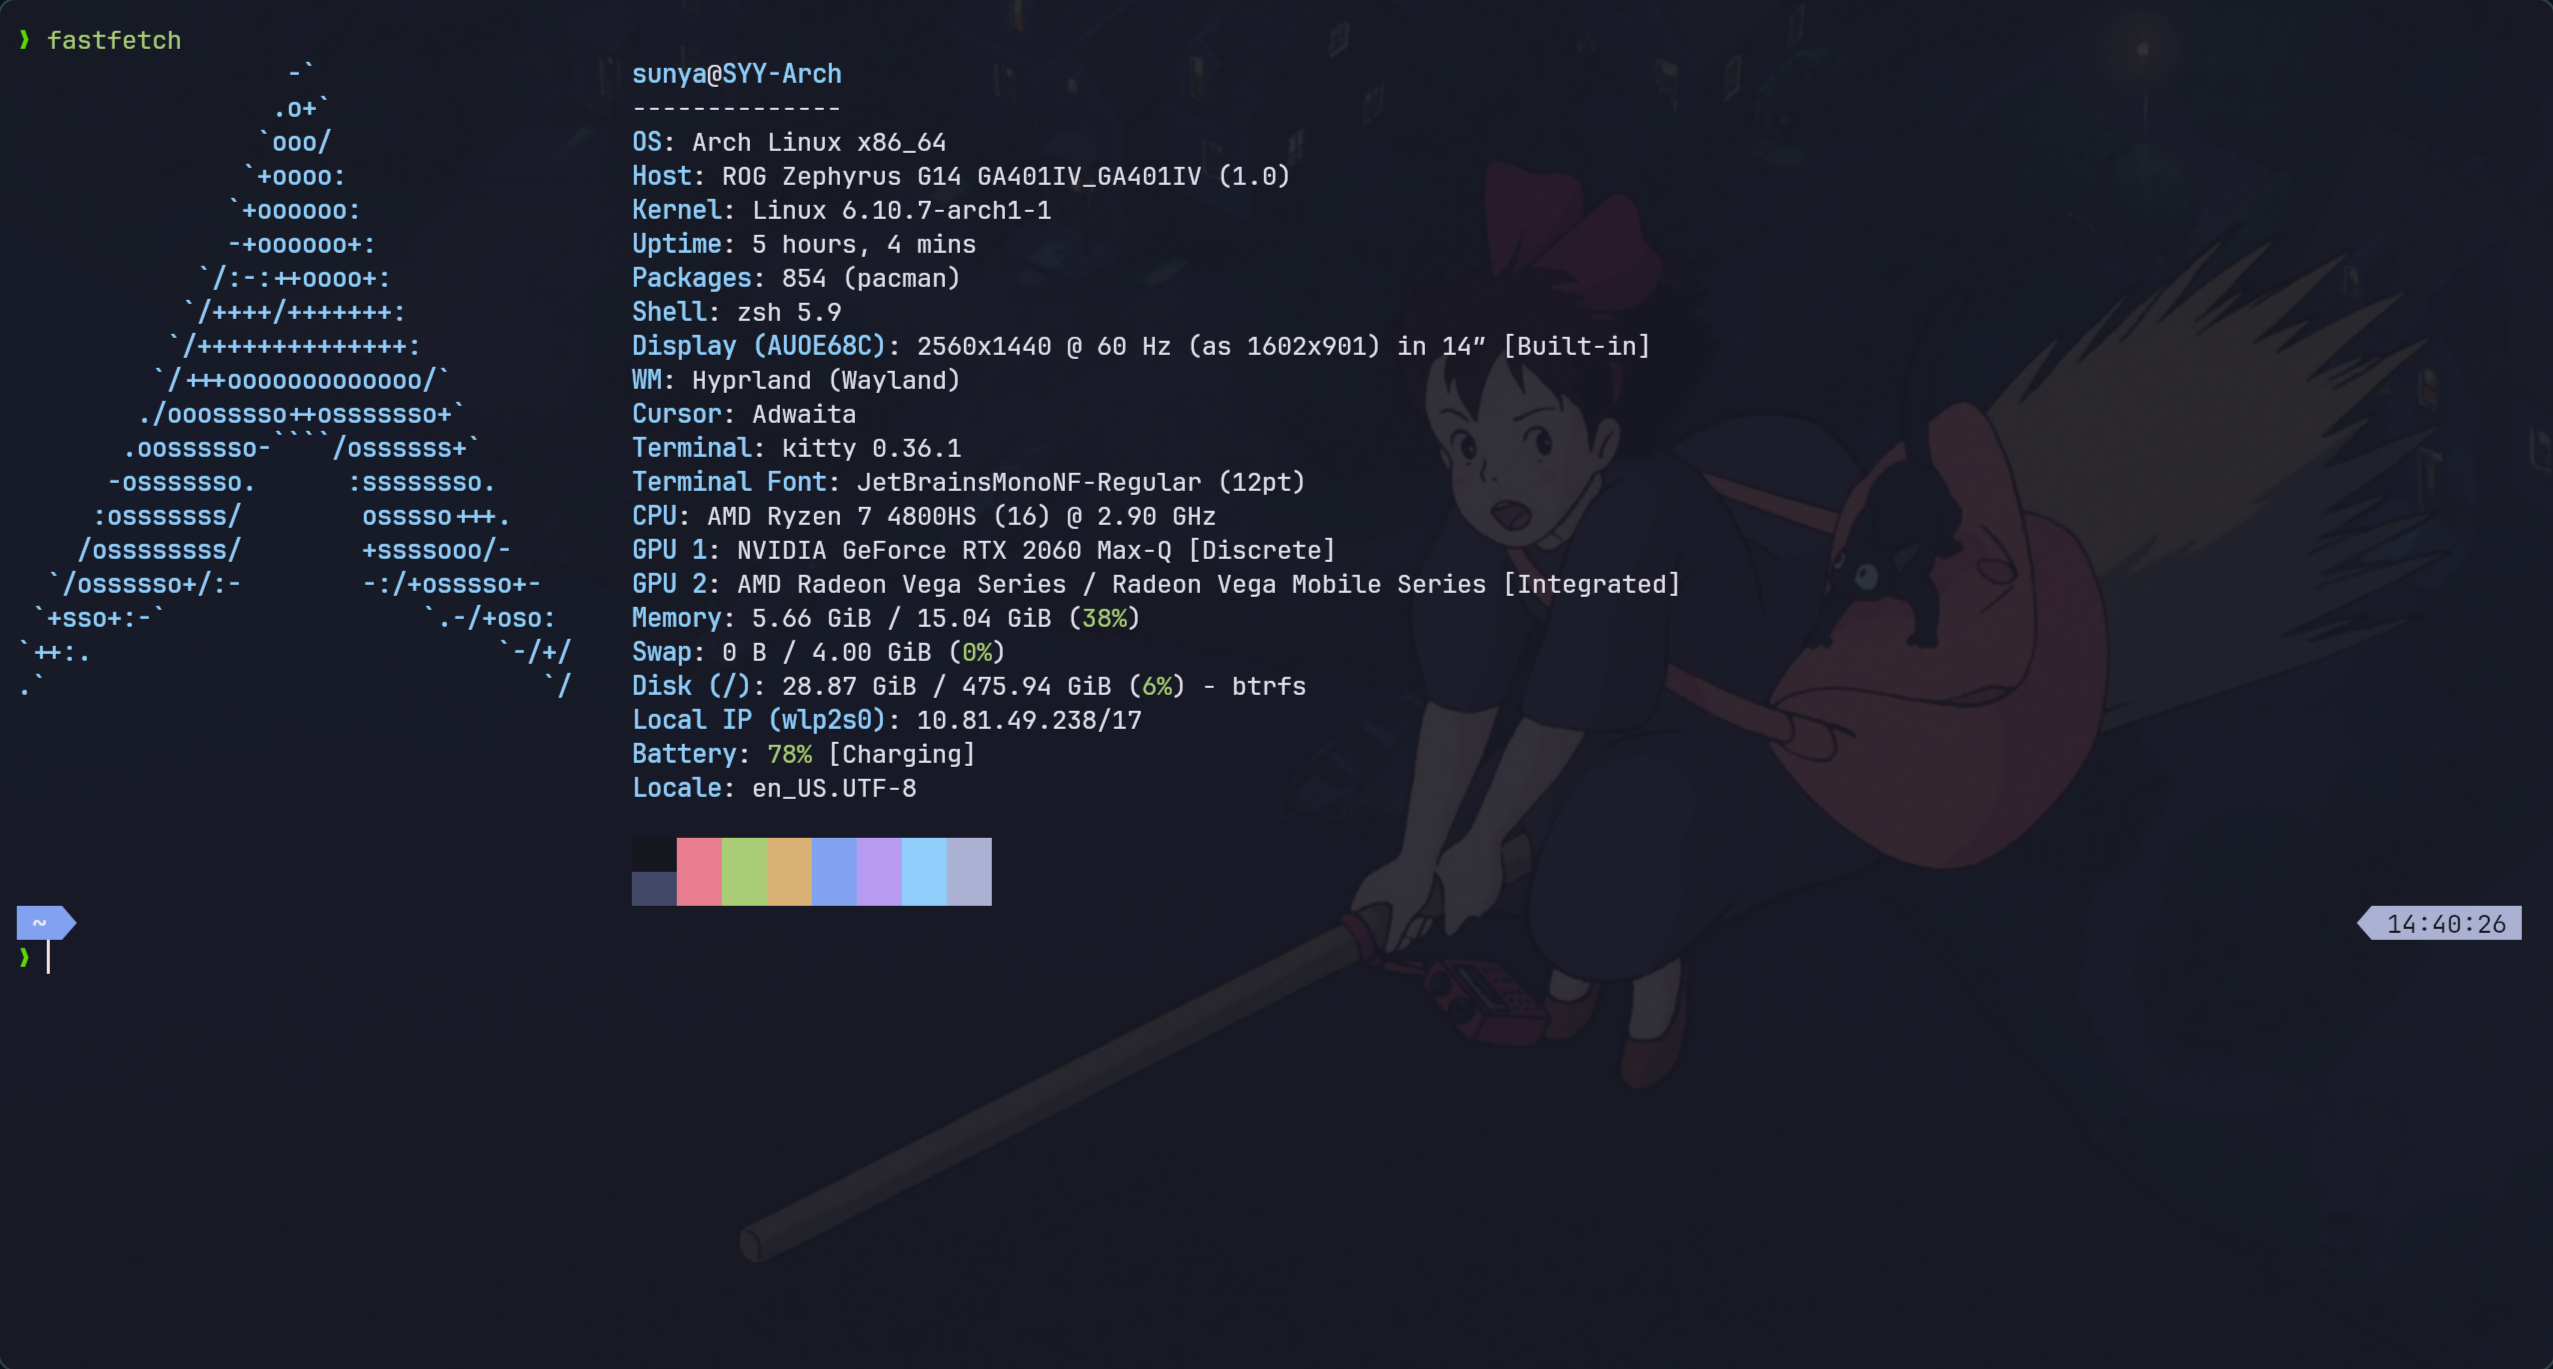 ❯ fastfetch
                  -`                     sunya@SYY-Arch
                 .o+`                    --------------
                `ooo/                    OS: Arch Linux x86_64
               `+oooo:                   Host: ROG Zephyrus G14 GA401IV_GA401IV (1.0)
              `+oooooo:                  Kernel: Linux 6.10.7-arch1-1
              -+oooooo+:                 Uptime: 5 hours, 4 mins
            `/:-:++oooo+:                Packages: 854 (pacman)
           `/++++/+++++++:               Shell: zsh 5.9
          `/++++++++++++++:              Display (AUOE68C): 2560x1440 @ 60 Hz (as 1602x901) in 14″ [Built-in]
         `/+++ooooooooooooo/`            WM: Hyprland (Wayland)
        ./ooosssso++osssssso+`           Cursor: Adwaita
       .oossssso-````/ossssss+`          Terminal: kitty 0.36.1
      -osssssso.      :ssssssso.         Terminal Font: JetBrainsMonoNF-Regular (12pt)
     :osssssss/        osssso+++.        CPU: AMD Ryzen 7 4800HS (16) @ 2.90 GHz
    /ossssssss/        +ssssooo/-        GPU 1: NVIDIA GeForce RTX 2060 Max-Q [Discrete]
  `/ossssso+/:-        -:/+osssso+-      GPU 2: AMD Radeon Vega Series / Radeon Vega Mobile Series [Integrated]
 `+sso+:-`                 `.-/+oso:     Memory: 5.66 GiB / 15.04 GiB (38%)
`++:.                           `-/+/    Swap: 0 B / 4.00 GiB (0%)
.`                                 `/    Disk (/): 28.87 GiB / 475.94 GiB (6%) - btrfs
                                         Local IP (wlp2s0): 10.81.49.238/17
                                         Battery: 78% [Charging]
                                         Locale: en_US.UTF-8
~ 14:40:26
❯